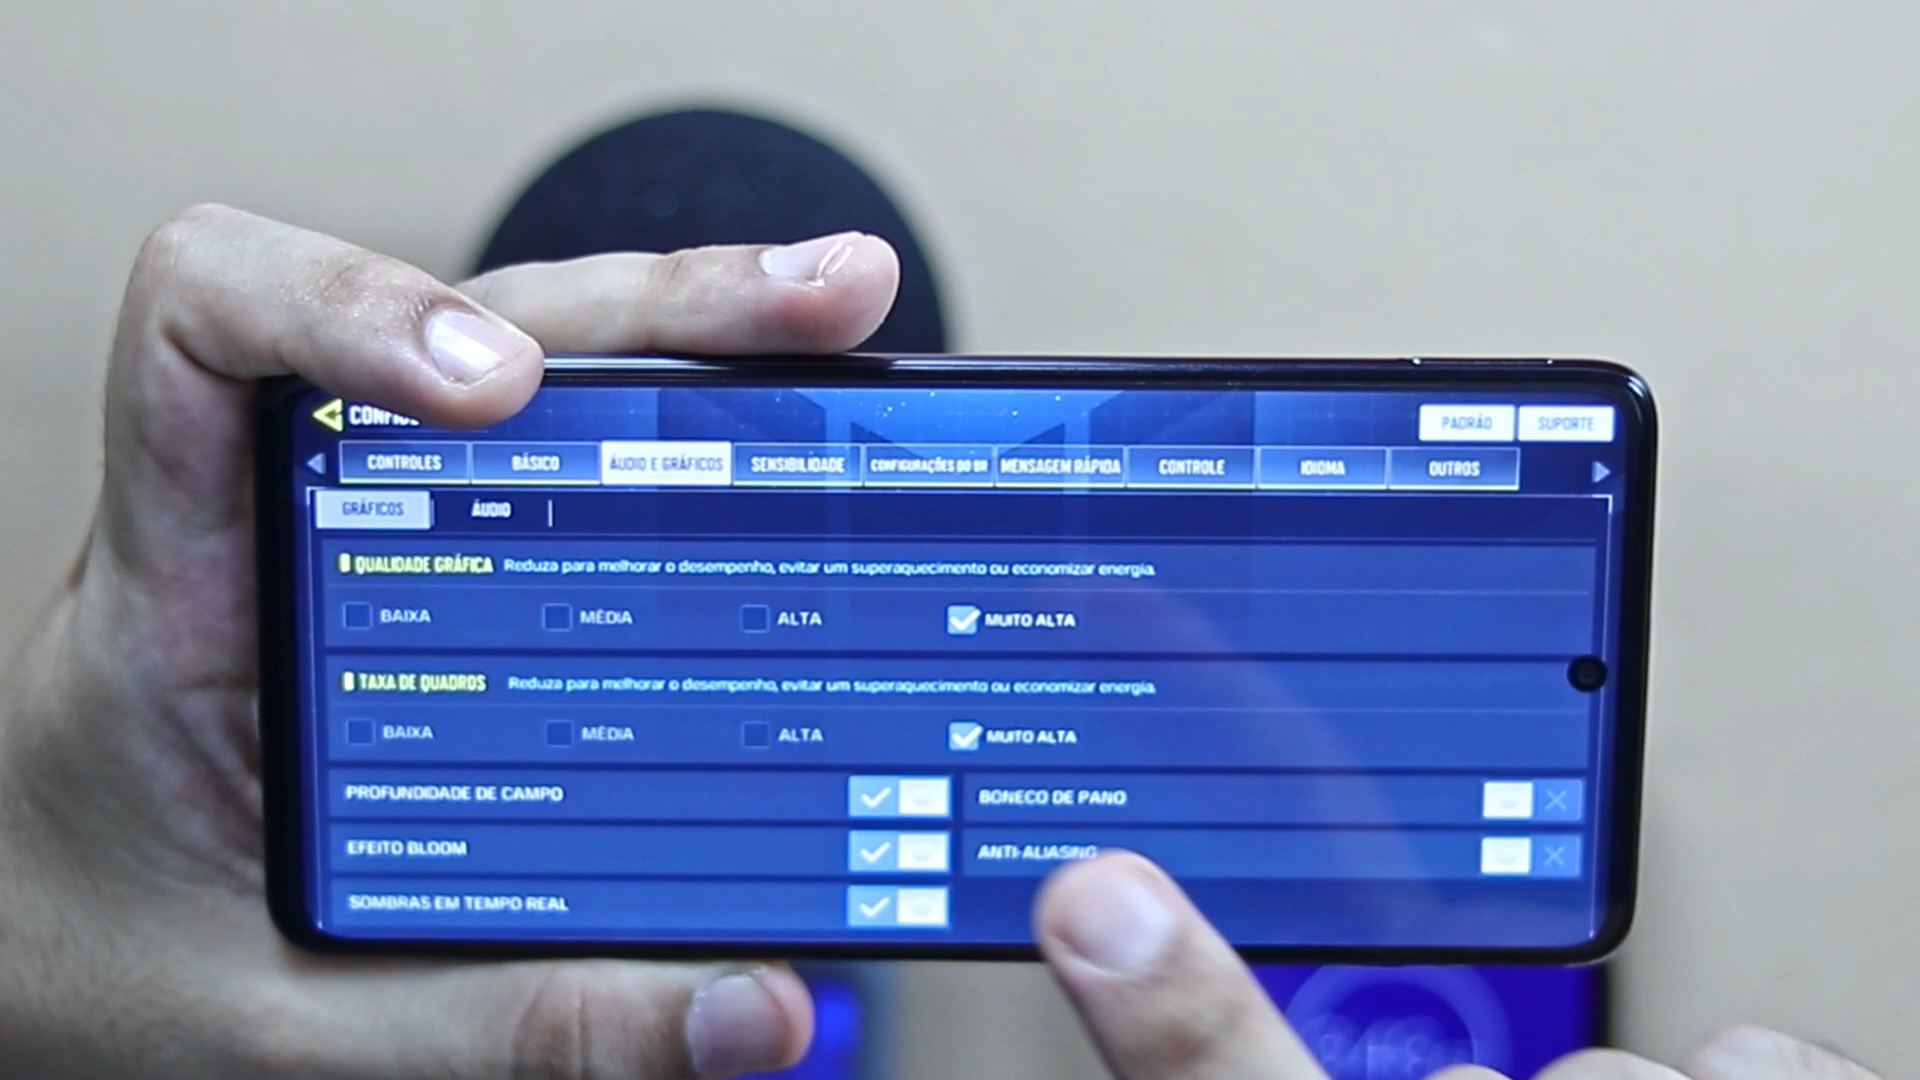 PADRÃO SUPORTE
CONTROLES BÁSICO ÁUDIO E GRÁFICOS SENSIBILIDADE CONFIGURAÇÕES DO BR MENSAGEM RÁPIDA CONTROLE IDIOMA OUTROS
GRÁFICOS ÁUDIO
QUALIDADE GRÁFICA Reduza para melhorar o desempenho, evitar um superaquecimento ou economizar energia.
BAIXA MÉDIA ALTA MUITO ALTA
TAXA DE QUADROS Reduza para melhorar o desempenho, evitar um superaquecimento ou economizar energia.
BAIXA MÉDIA ALTA MUITO ALTA
PROFUNDIDADE DE CAMPO BONECO DE PANO
EFEITO BLOOM ANTI-ALIASING
SOMBRAS EM TEMPO REAL